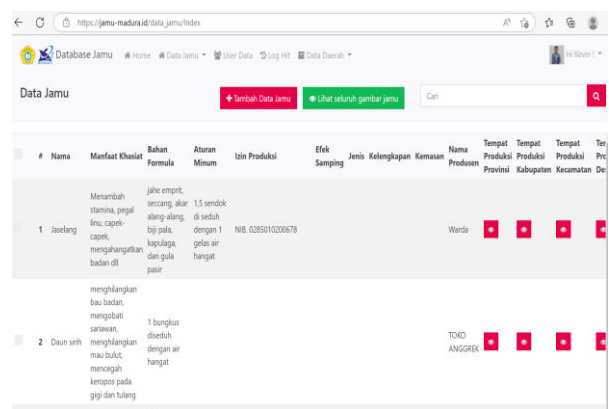 https://jamu-madura.id/data_jamu/Index
Database Jamu Home Data Jamu User Data Log Hit Data Daerah Hi Kevin !
Data Jamu
Tambah Data Jamu Lihat seluruh gambar jamu Cari
# Nama Manfaat Khasiat Bahan Formula Aturan Minum Izin Produksi Efek Samping Jenis Kelengkapan Kemasan Nama Produsen Tempat Produksi Provinsi Tempat Produksi Kabupaten Tempat Produksi Kecamatan
1 Jaselang
Menambah
stamina, pegal
linu, capek-
capek,
mengahangatkan
badan dll
jahe emprit,
seccang, akar
alang-alang,
biji pala,
kapulaga,
dan gula
pasir
1,5 sendok
di seduh
dengan 1
gelas air
hangat
NIB. 0285010200678
Warda
2 Daun sirih
menghilangkan
bau badan,
mengobati
sariawan,
menghilangkan
mau bulut,
mencegah
keropos pada
gigi dan tulang
1 bungkus
diseduh
dengan air
hangat
TOKO
ANGGREK